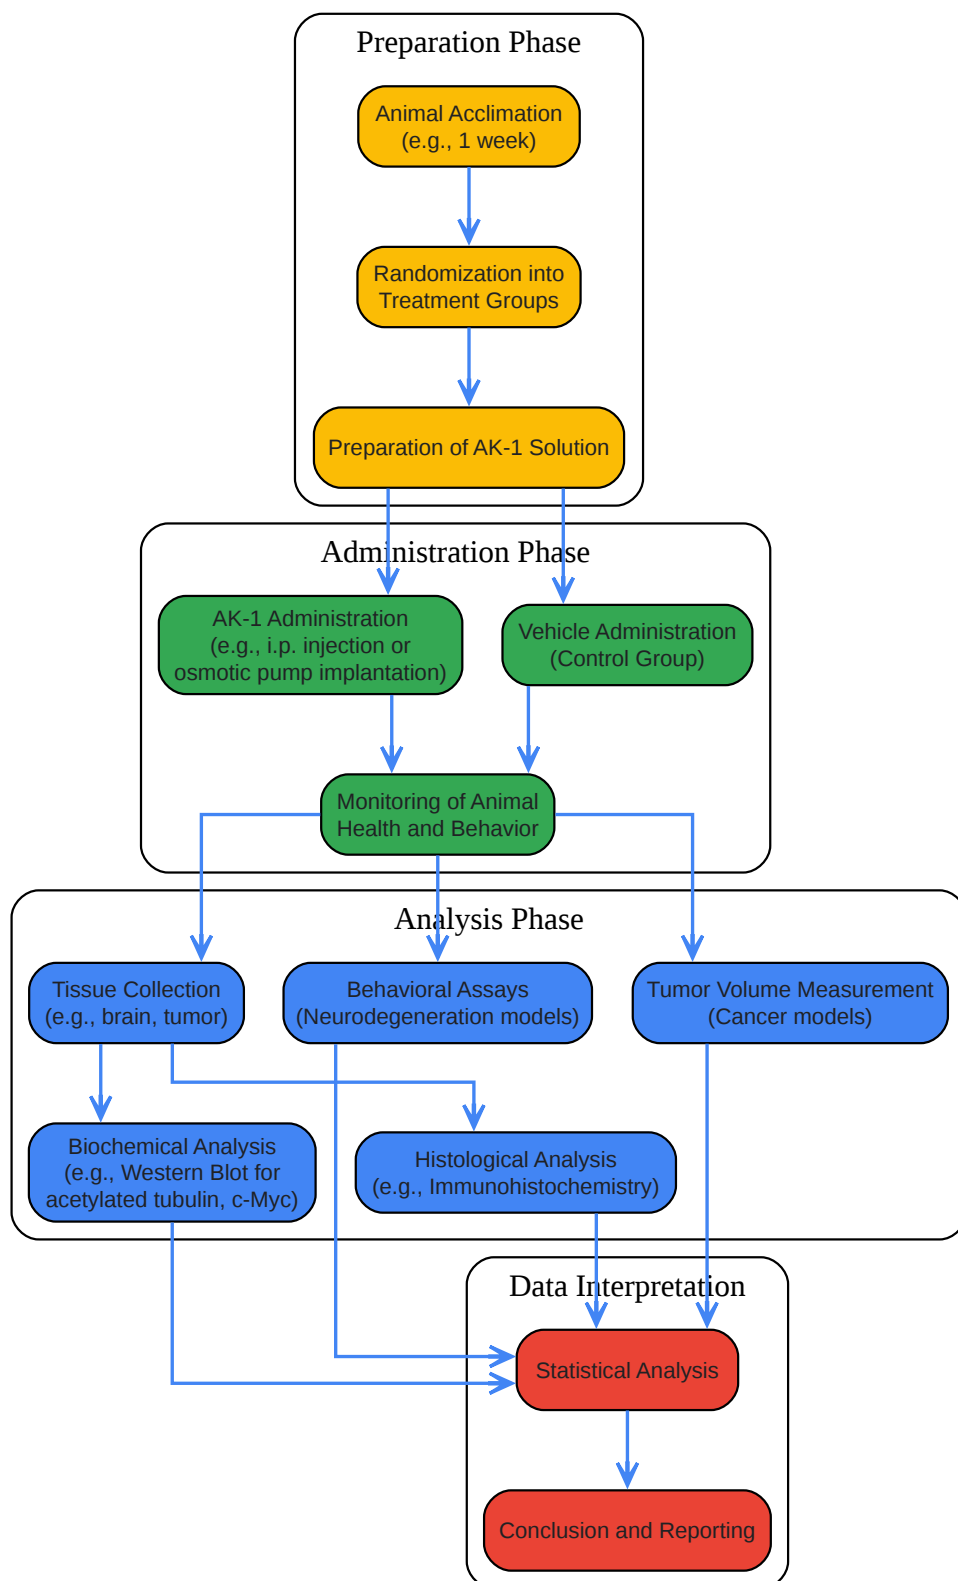 Preparation Phase
Animal Acclimation
(e.g., 1 week)
Randomization into
Treatment Groups
Preparation of AK-1 Solution
Administration Phase
AK-1 Administration
(e.g., i.p. injection or
osmotic pump implantation)
Vehicle Administration
(Control Group)
Monitoring of Animal
Health and Behavior
Analysis Phase
Tissue Collection
(e.g., brain, tumor)
Behavioral Assays
(Neurodegeneration models)
Tumor Volume Measurement
(Cancer models)
Biochemical Analysis
(e.g., Western Blot for
acetylated tubulin, c-Myc)
Histological Analysis
(e.g., Immunohistochemistry)
Data Interpretation
Statistical Analysis
Conclusion and Reporting